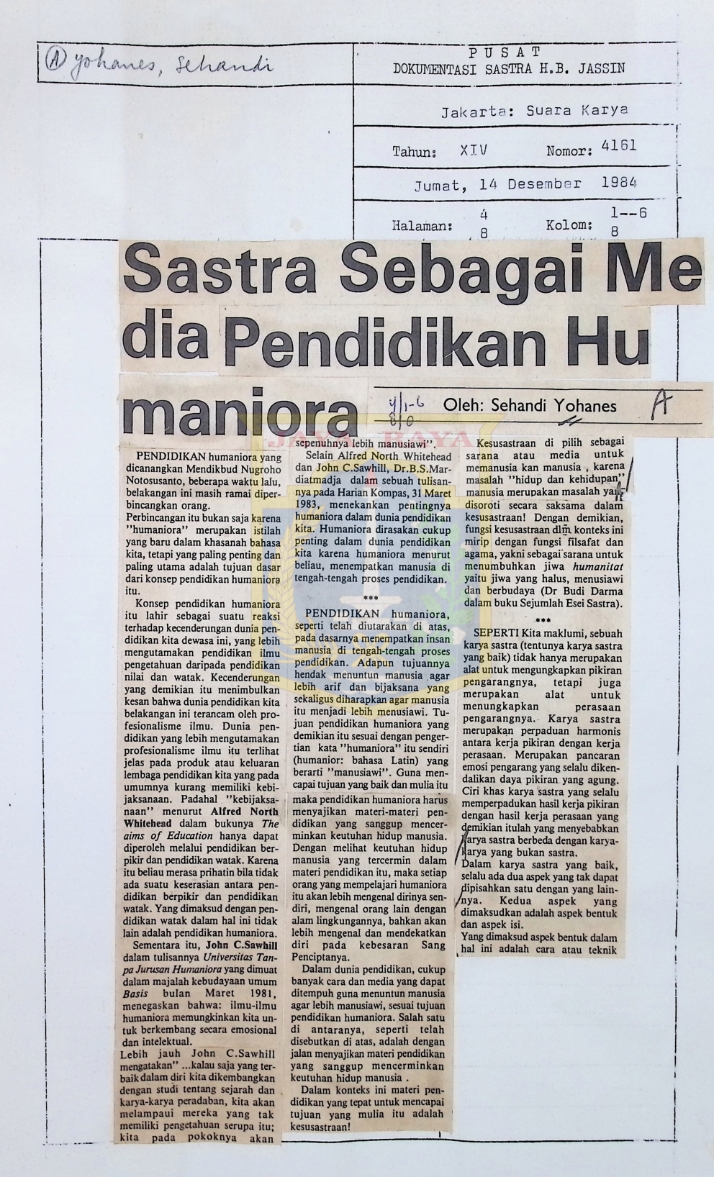 A Yohanes, Sehandi
PUSAT
DOKUMENTASI SASTRA H.B. JASSIN
Jakarta: Suara Karya
Tahun: XIV Nomor: 4161
Jumat, 14 Desember 1984
Halaman: 4 Kolom: 1--6
8 8
Sastra Sebagai Me
dia Pendidikan Hu
maniora
4/1-6
8/0
Oleh: Sehandi Yohanes
A
JAYA RAYA
PENDIDIKAN humaniora yang
dicanangkan Mendikbud Nugroho
Notosusanto, beberapa waktu lalu,
belakangan ini masih ramai diper-
bincangkan orang.
Perbincangan itu bukan saja karena
"humaniora" merupakan istilah
yang baru dalam khasanah bahasa
kita, tetapi yang paling penting dan
paling utama adalah tujuan dasar
dari konsep pendidikan humaniora
itu.
Konsep pendidikan humaniora
itu lahir sebagai suatu reaksi
terhadap kecenderungan dunia pen-
didikan kita dewasa ini, yang lebih
mengutamakan pendidikan ilmu
pengetahuan daripada pendidikan
nilai dan watak. Kecenderungan
yang demikian itu menimbulkan
kesan bahwa dunia pendidikan kita
belakangan ini terancam oleh pro-
fesionalisme ilmu. Dunia pen-
didikan yang lebih mengutamakan
profesionalisme ilmu itu terlihat
jelas pada produk atau keluaran
lembaga pendidikan kita yang pada
umumnya kurang memiliki kebi-
jaksanaan. Padahal "kebijaksa-
naan" menurut Alfred North
Whitehead dalam bukunya The
aims of Education hanya dapat
diperoleh melalui pendidikan ber-
pikir dan pendidikan watak. Karena
itu beliau merasa prihatin bila tidak
ada suatu keserasian antara pen-
didikan berpikir dan pendidikan
watak. Yang dimaksud dengan pen-
didikan watak dalam hal ini tidak
lain adalah pendidikan humaniora.
Sementara itu, John C.Sawhill
dalam tulisannya Universitas Tan-
pa Jurusan Humaniora yang dimuat
dalam majalah kebudayaan umum
Basis bulan Maret 1981,
menegaskan bahwa: ilmu-ilmu
humaniora memungkinkan kita un-
tuk berkembang secara emosional
dan intelektual.
Lebih jauh John C.Sawhill
mengatakan" ...kalau saja yang ter-
baik dalam diri kita dikembangkan
dengan studi tentang sejarah dan
karya-karya peradaban, kita akan
melampaui mereka yang tak
memiliki pengetahuan serupa itu;
kita pada pokoknya akan
sepenuhnya lebih manusiawi".
Selain Alfred North Whitehead
dan John C.Sawhill, Dr.B.S.Mar-
diatmadja dalam sebuah tulisan-
nya pada Harian Kompas, 31 Maret
1983, menekankan pentingnya
humaniora dalam dunia pendidikan
kita. Humaniora dirasakan cukup
penting dalam dunia pendidikan
kita karena humaniora menurut
beliau, menempatkan manusia di
tengah-tengah proses pendidikan.
***
PENDIDIKAN humaniora,
seperti telah diutarakan di atas,
pada dasarnya menempatkan insan
manusia di tengah-tengah proses
pendidikan. Adapun tujuannya
hendak menuntun manusia agar
lebih arif dan bijaksana yang
sekaligus diharapkan agar manusia
itu menjadi lebih menusiawi. Tu-
juan pendidikan humaniora yang
demikian itu sesuai dengan penger-
tian kata "humaniora" itu sendiri
(humanior: bahasa Latin) yang
berarti "manusiawi". Guna men-
capai tujuan yang baik dan mulia itu
maka pendidikan humaniora harus
menyajikan materi-materi pen-
didikan yang sanggup mencer-
minkan keutuhan hidup manusia.
Dengan melihat keutuhan hidup
manusia yang tercermin dalam
materi pendidikan itu, maka setiap
orang yang mempelajari humaniora
itu akan lebih mengenal dirinya sen-
diri, mengenal orang lain dengan
alam lingkungannya, bahkan akan
lebih mengenal dan mendekatkan
diri pada kebesaran Sang
Penciptanya.
Dalam dunia pendidikan, cukup
banyak cara dan media yang dapat
ditempuh guna menuntun manusia
agar lebih manusiawi, sesuai tujuan
pendidikan humaniora. Salah satu
di antaranya, seperti telah
disebutkan di atas, adalah dengan
jalan menyajikan materi pendidikan
yang sanggup mencerminkan
keutuhan hidup manusia .
Dalam konteks ini materi pen-
didikan yang tepat untuk mencapai
tujuan yang mulia itu adalah
kesusastraan!
Kesusastraan di pilih sebagai
sarana atau media untuk
memanusia kan manusia , karena
masalah "hidup dan kehidupan"
manusia merupakan masalah yang
disoroti secara saksama dalam
kesusastraan! Dengan demikian,
fungsi kesusastraan dlm konteks ini
mirip dengan fungsi filsafat dan
agama, yakni sebagai sarana untuk
menumbuhkan jiwa humanitat
yaitu jiwa yang halus, menusiawi
dan berbudaya (Dr Budi Darma
dalam buku Sejumlah Esei Sastra).
***
SEPERTI Kita maklumi, sebuah
karya sastra (tentunya karya sastra
yang baik) tidak hanya merupakan
alat untuk mengungkapkan pikiran
pengarangnya, tetapi juga
merupakan alat untuk
menungkapkan perasaan
pengarangnya. Karya sastra
merupakan perpaduan harmonis
antara kerja pikiran dengan kerja
perasaan. Merupakan pancaran
emosi pengarang yang selalu diken-
dalikan daya pikiran yang agung.
Ciri khas karya sastra yang selalu
memperpadukan hasil kerja pikiran
dengan hasil kerja perasaan yang
demikian itulah yang menyebabkan
karya sastra berbeda dengan karya-
karya yang bukan sastra.
Dalam karya sastra yang baik,
selalu ada dua aspek yang tak dapat
dipisahkan satu dengan yang lain-
nya. Kedua aspek yang
dimaksudkan adalah aspek bentuk
dan aspek isi.
Yang dimaksud aspek bentuk dalam
hal ini adalah cara atau teknik